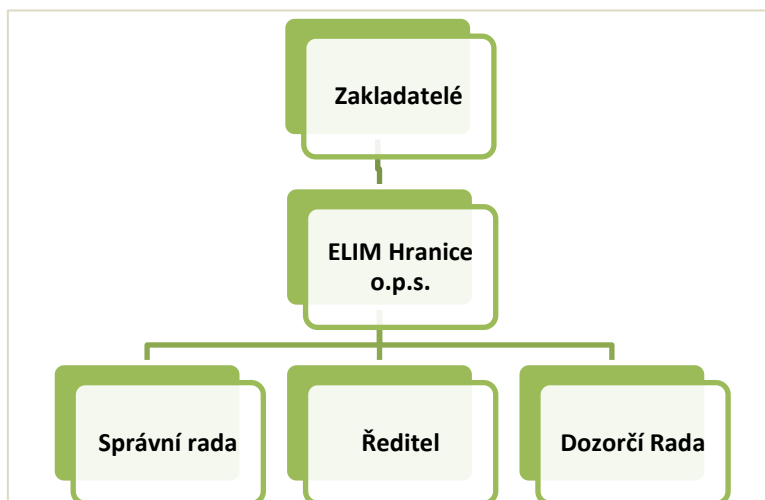 Zakladatelé
ELIM Hranice
o.p.s.
Správní rada
Ředitel
Dozorčí Rada